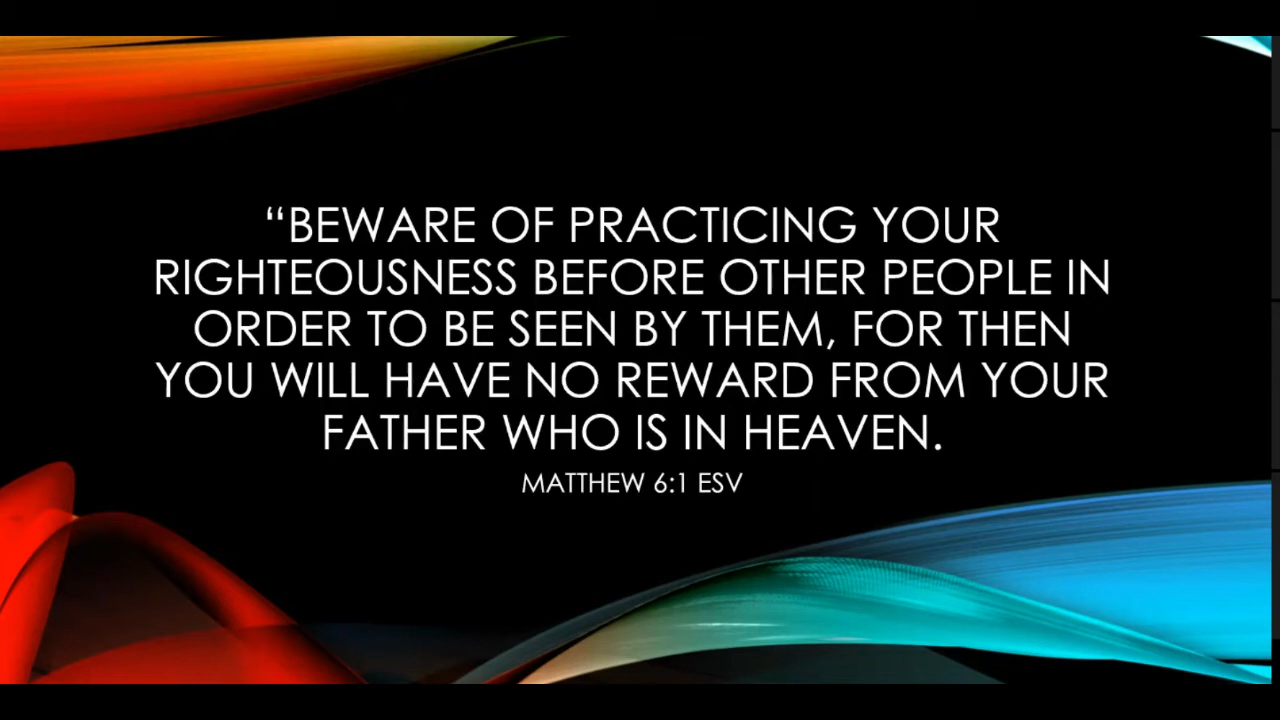 “BEWARE OF PRACTICING YOUR
RIGHTEOUSNESS BEFORE OTHER PEOPLE IN
ORDER TO BE SEEN BY THEM, FOR THEN
YOU WILL HAVE NO REWARD FROM YOUR
FATHER WHO IS IN HEAVEN.
MATTHEW 6:1 ESV